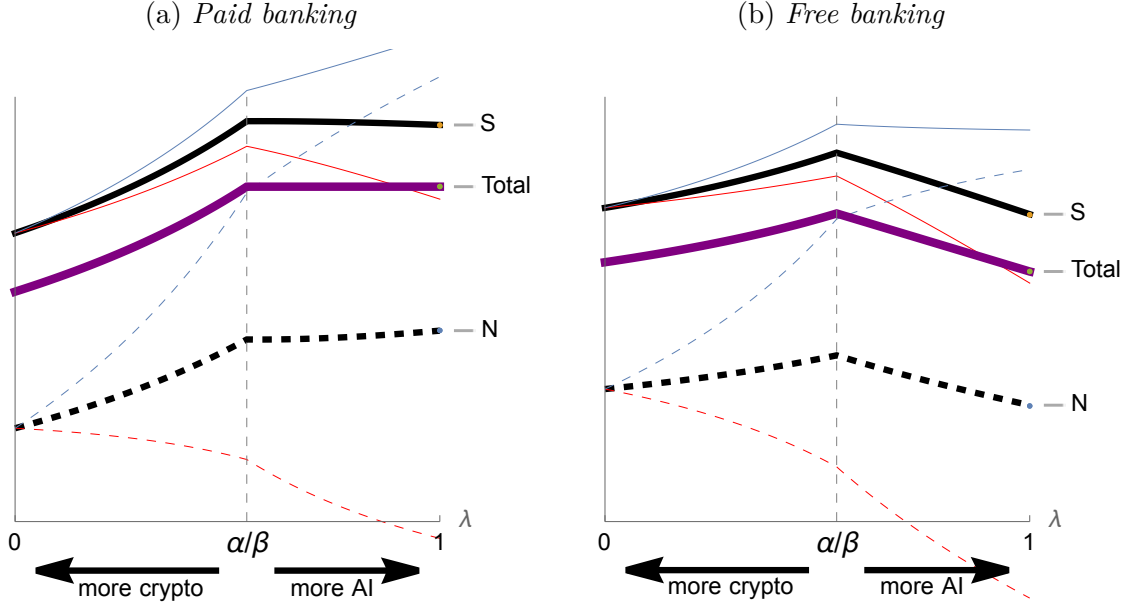 (a) Paid banking
S
Total
N
λ
0
α/β
1
more crypto
more AI
(b) Free banking
S
Total
N
λ
0
α/β
1
more crypto
more AI